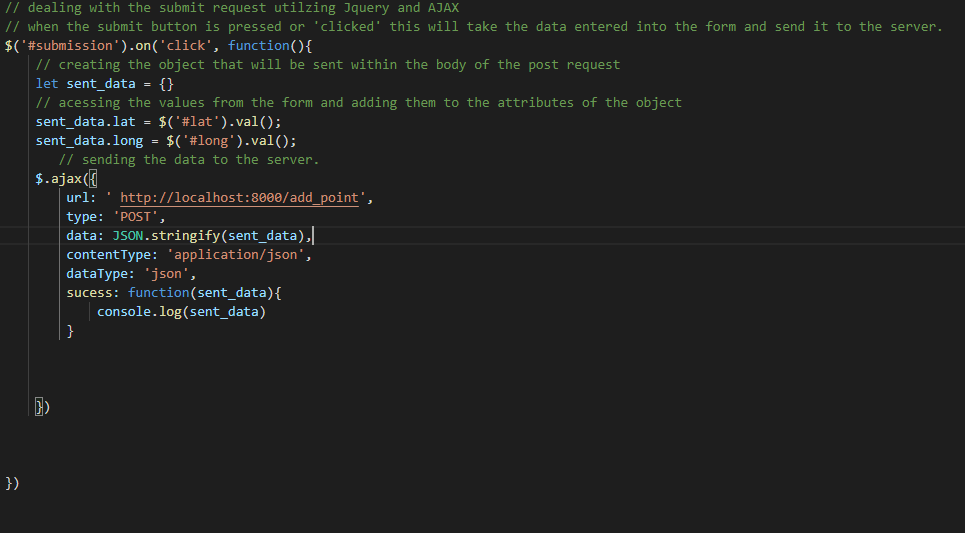 // dealing with the submit request utilzing Jquery and AJAX
// when the submit button is pressed or 'clicked' this will take the data entered into the form and send it to the server.
$('#submission').on('click', function(){
    // creating the object that will be sent within the body of the post request
    let sent_data = {}
    // acessing the values from the form and adding them to the attributes of the object
    sent_data.lat = $('#lat').val();
    sent_data.long = $('#long').val();
       // sending the data to the server.
    $.ajax({
        url: ' http://localhost:8000/add_point',
        type: 'POST',
        data: JSON.stringify(sent_data),
        contentType: 'application/json',
        dataType: 'json',
        sucess: function(sent_data){
            console.log(sent_data)
        }
    })
})